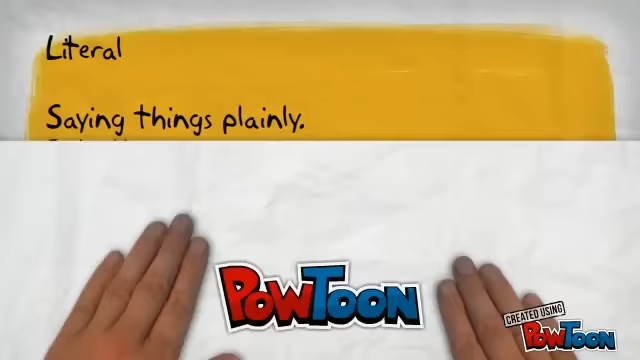 Literal
Saying things plainly.
PowToon
CREATED USING
PowToon